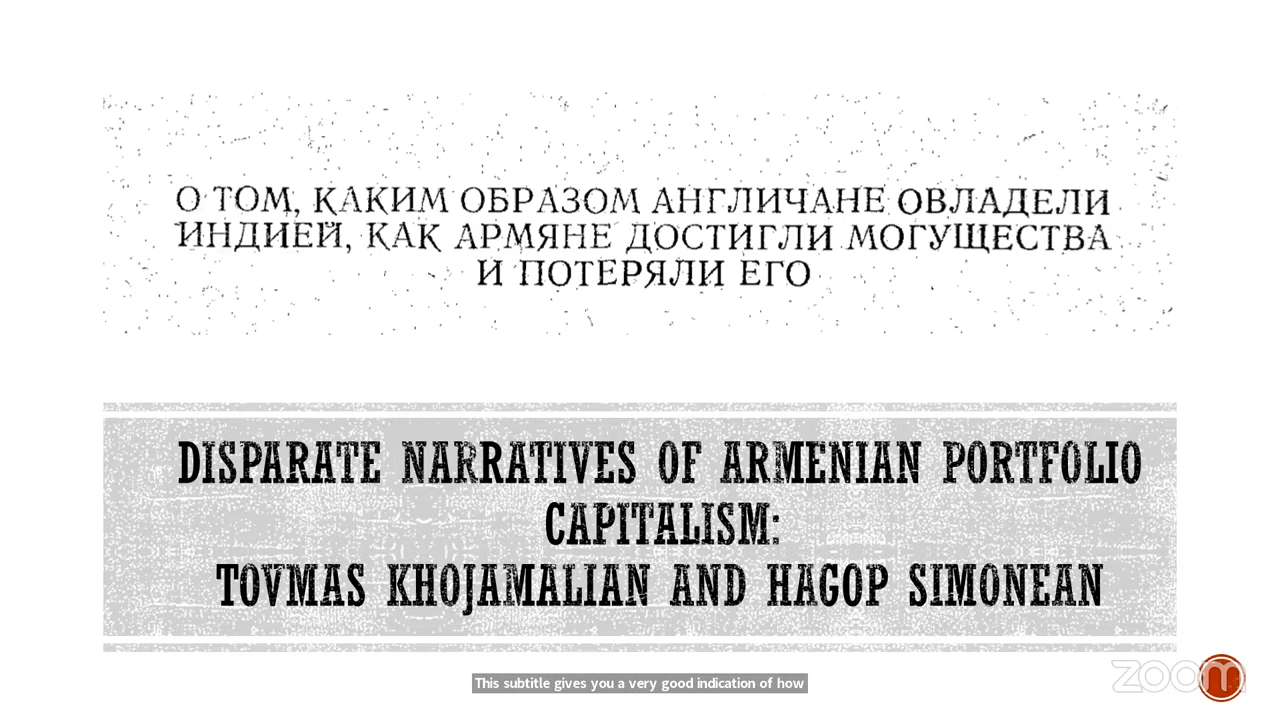 О ТОМ, КАКИМ ОБРАЗОМ АНГЛИЧАНЕ ОВЛАДЕЛИ
ИНДИЕЙ, КАК АРМЯНЕ ДОСТИГЛИ МОГУЩЕСТВА
И ПОТЕРЯЛИ ЕГО
DISPARATE NARRATIVES OF ARMENIAN PORTFOLIO
CAPITALISM:
TOVMAS KHOJAMALIAN AND HAGOP SIMONEAN
This subtitle gives you a very good indication of how
zoom